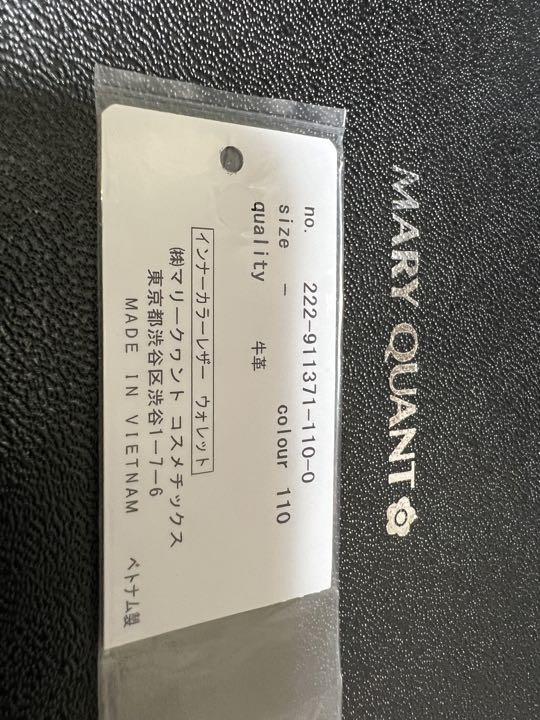 no. 222-911371-110-0
size - colour 110
quality 牛革
インナーカラーレザー ウォレット
㈱マリークヮント コスメチックス
東京都渋谷区渋谷1-7-6
MADE IN VIETNAM ベトナム製
MARY QUANT